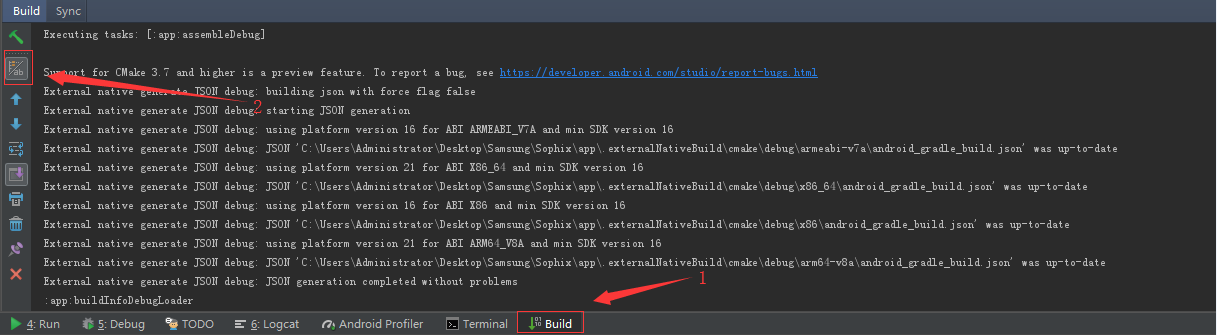 Build Sync
Executing tasks: [:app:assembleDebug]
Support for CMake 3.7 and higher is a preview feature. To report a bug, see https://developer.android.com/studio/report-bugs.html
External native generate JSON debug: building json with force flag false
2
External native generate JSON debug: starting JSON generation
External native generate JSON debug: using platform version 16 for ABI ARMEABI_V7A and min SDK version 16
External native generate JSON debug: JSON 'C:\Users\Administrator\Desktop\Samsung\Sophix\app\.externalNativeBuild\cmake\debug\armeabi-v7a\android_gradle_build.json' was up-to-date
External native generate JSON debug: using platform version 21 for ABI X86_64 and min SDK version 16
External native generate JSON debug: JSON 'C:\Users\Administrator\Desktop\Samsung\Sophix\app\.externalNativeBuild\cmake\debug\x86_64\android_gradle_build.json' was up-to-date
External native generate JSON debug: using platform version 16 for ABI X86 and min SDK version 16
External native generate JSON debug: JSON 'C:\Users\Administrator\Desktop\Samsung\Sophix\app\.externalNativeBuild\cmake\debug\x86\android_gradle_build.json' was up-to-date
External native generate JSON debug: using platform version 21 for ABI ARM64_V8A and min SDK version 16
External native generate JSON debug: JSON 'C:\Users\Administrator\Desktop\Samsung\Sophix\app\.externalNativeBuild\cmake\debug\arm64-v8a\android_gradle_build.json' was up-to-date
External native generate JSON debug: JSON generation completed without problems
1
:app:buildInfoDebugLoader
4: Run 5: Debug TODO 6: Logcat Android Profiler Terminal Build